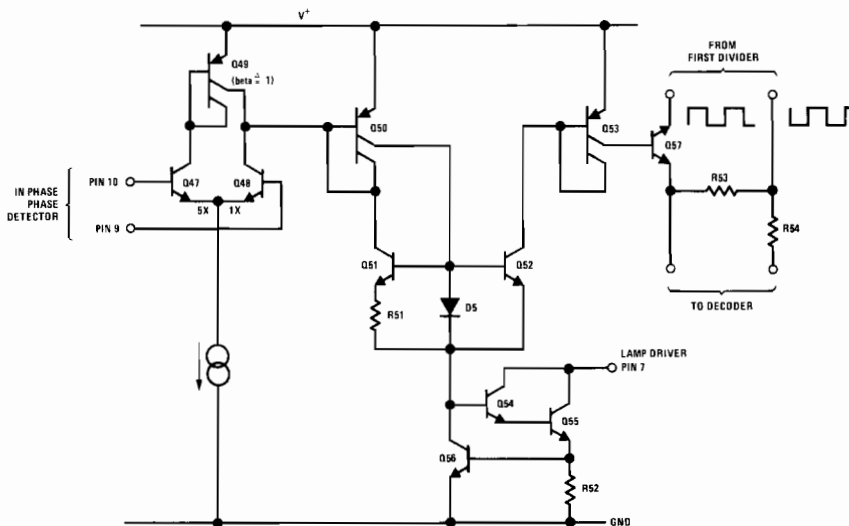 V+
Q49
(beta ≐ 1)
Q50
Q53
FROM
FIRST DIVIDER
Q57
R53
R54
TO DECODER
IN PHASE
PHASE
DETECTOR
PIN 10
PIN 9
Q47
Q48
5X
1X
Q51
Q52
R51
D5
LAMP DRIVER
PIN 7
Q54
Q55
Q56
R52
GND